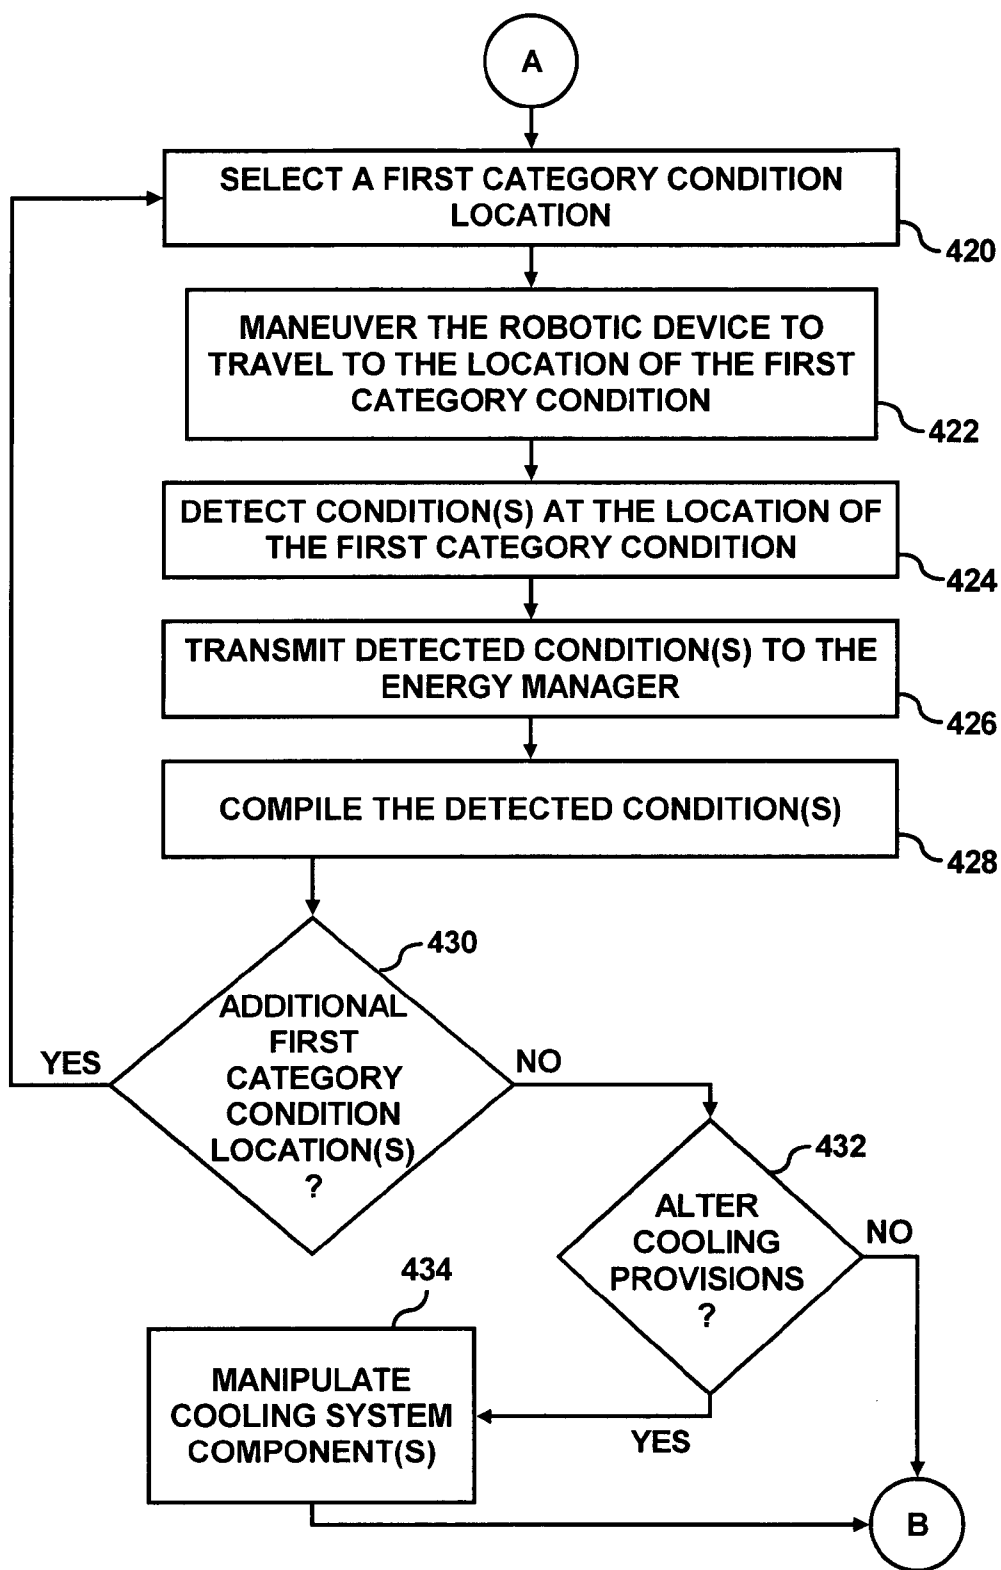 A
SELECT A FIRST CATEGORY CONDITION
LOCATION
420
MANEUVER THE ROBOTIC DEVICE TO
TRAVEL TO THE LOCATION OF THE FIRST
CATEGORY CONDITION
422
DETECT CONDITION(S) AT THE LOCATION OF
THE FIRST CATEGORY CONDITION
424
TRANSMIT DETECTED CONDITION(S) TO THE
ENERGY MANAGER
426
COMPILE THE DETECTED CONDITION(S)
428
430
ADDITIONAL
FIRST
CATEGORY
CONDITION
LOCATION(S)
?
YES
NO
432
ALTER
COOLING
PROVISIONS
?
NO
YES
434
MANIPULATE
COOLING SYSTEM
COMPONENT(S)
B